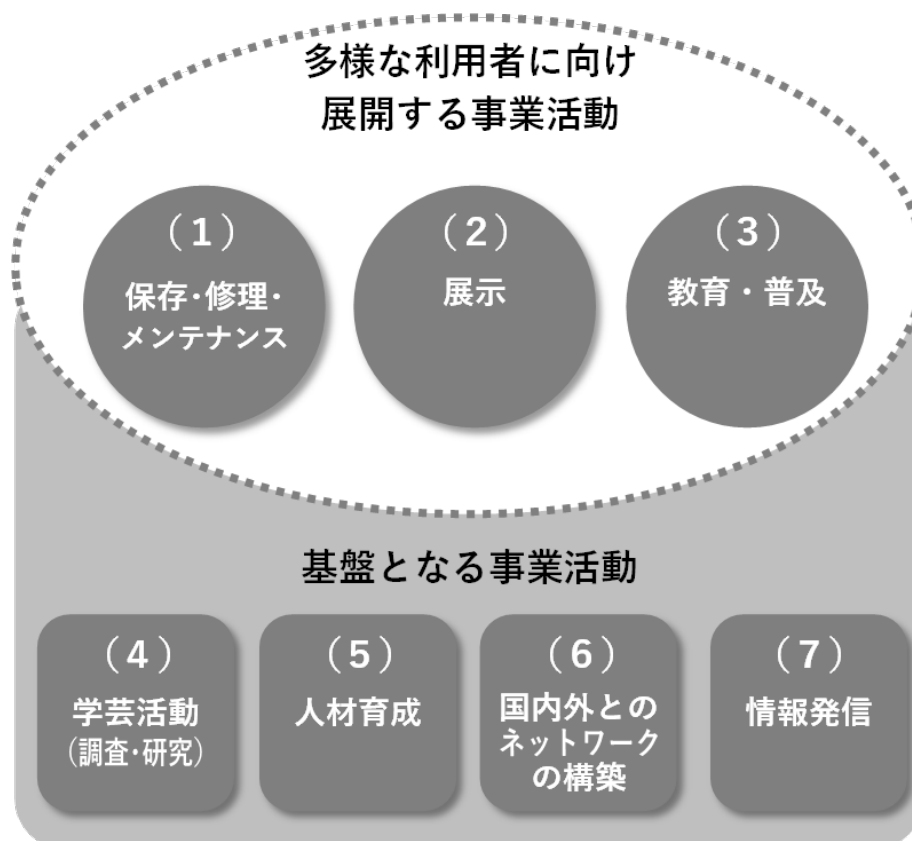 多様な利用者に向け
展開する事業活動
（1）
保存・修理・
メンテナンス
（2）
展示
（3）
教育・普及
基盤となる事業活動
（4）
学芸活動
（調査・研究）
（5）
人材育成
（6）
国内外との
ネットワーク
の構築
（7）
情報発信